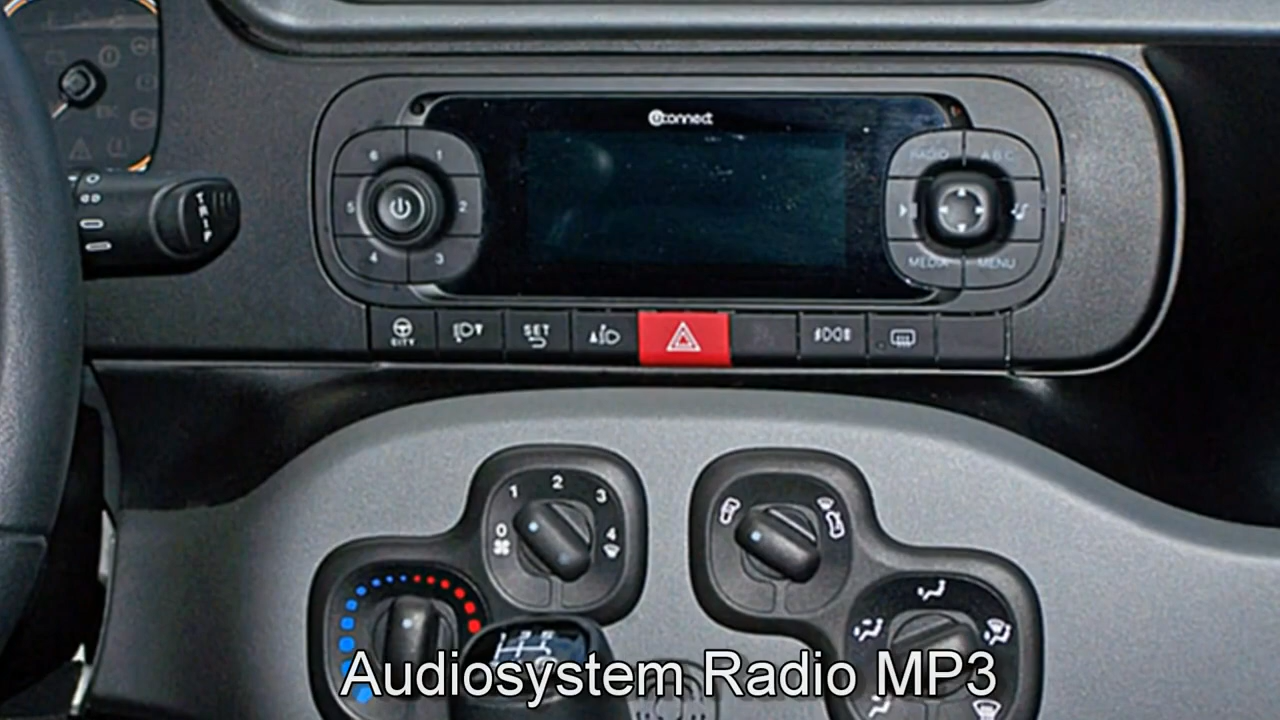 uconnect
6 1
5 2
4 3
RADIO
MEDIA MENU
TRIP
CITY SET
1 2 3
0 4
Audiosystem Radio MP3